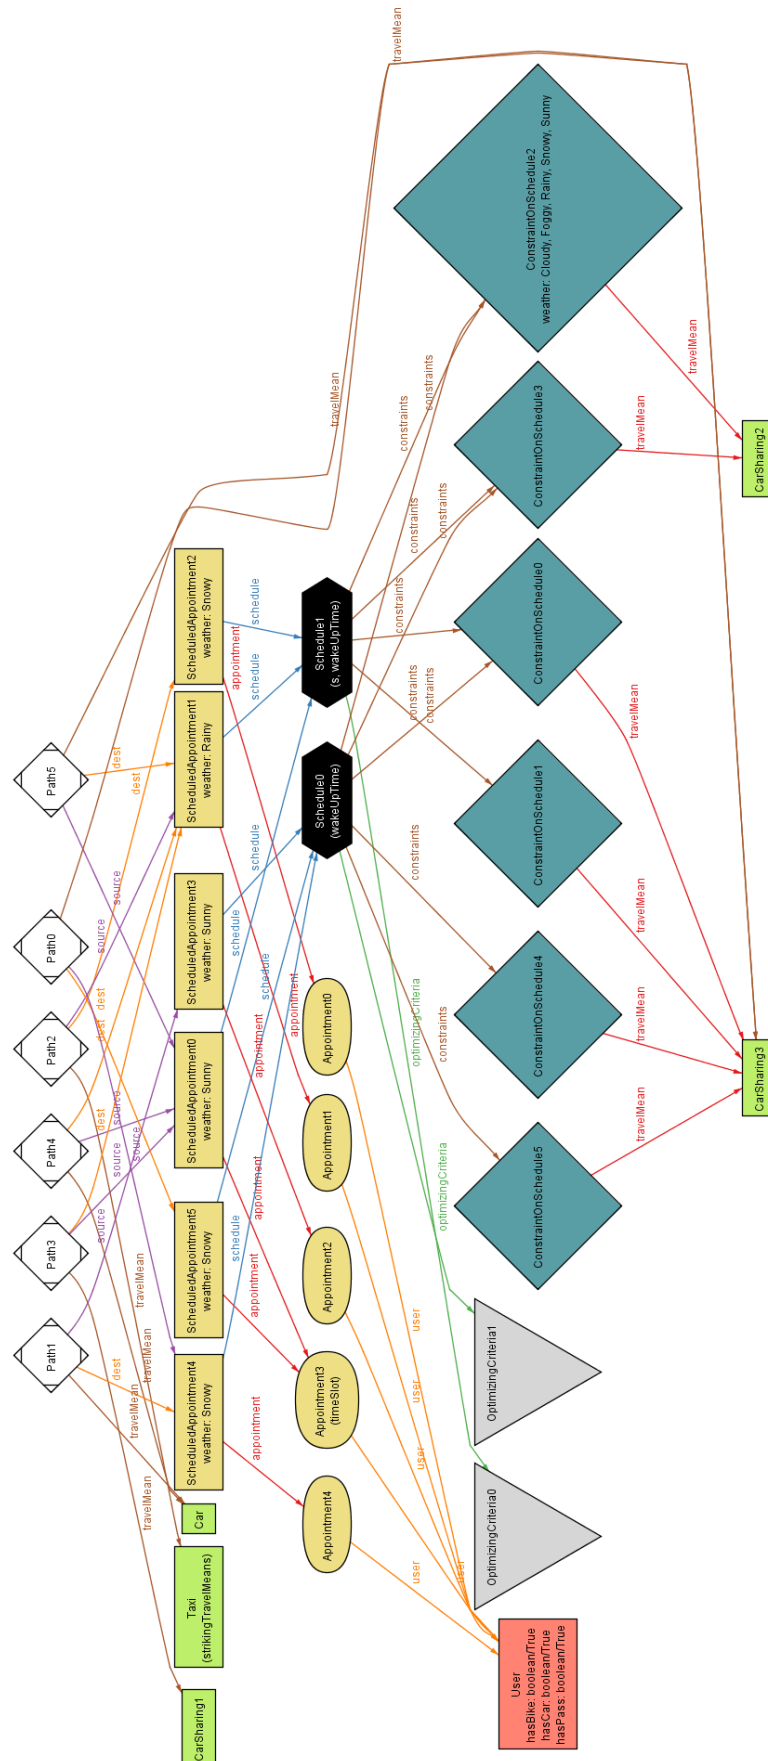 Path1
Path3
Path4
Path2
Path0
Path5
source
dest
dest
dest
source
travelMean
dest
source
source
dest
source
dest
source
travelMean
travelMean
travelMean
CarSharing1
Taxi
(strikingTravelMeans)
Car
ScheduledAppointment4
weather: Snowy
ScheduledAppointment5
weather: Snowy
ScheduledAppointment0
weather: Sunny
ScheduledAppointment3
weather: Sunny
ScheduledAppointment1
weather: Rainy
ScheduledAppointment2
weather: Snowy
travelMean
travelMean
appointment
appointment
schedule
appointment
appointment
schedule
schedule
schedule
schedule
appointment
schedule
appointment
appointment
Appointment4
Appointment3
(timeSlot)
Appointment2
Appointment1
Appointment0
Schedule0
(wakeUpTime)
Schedule1
(s, wakeUpTime)
user
user
user
user
user
optimizingCriteria
optimizingCriteria
constraints
constraints
constraints
constraints
constraints
constraints
constraints
constraints
constraints
User
hasBike: boolean/True
hasCar: boolean/True
hasPass: boolean/True
OptimizingCriteria0
OptimizingCriteria1
ConstraintOnSchedule5
ConstraintOnSchedule4
ConstraintOnSchedule1
ConstraintOnSchedule0
ConstraintOnSchedule3
ConstraintOnSchedule2
weather: Cloudy, Foggy, Rainy, Snowy, Sunny
travelMean
travelMean
travelMean
travelMean
travelMean
travelMean
CarSharing3
CarSharing2